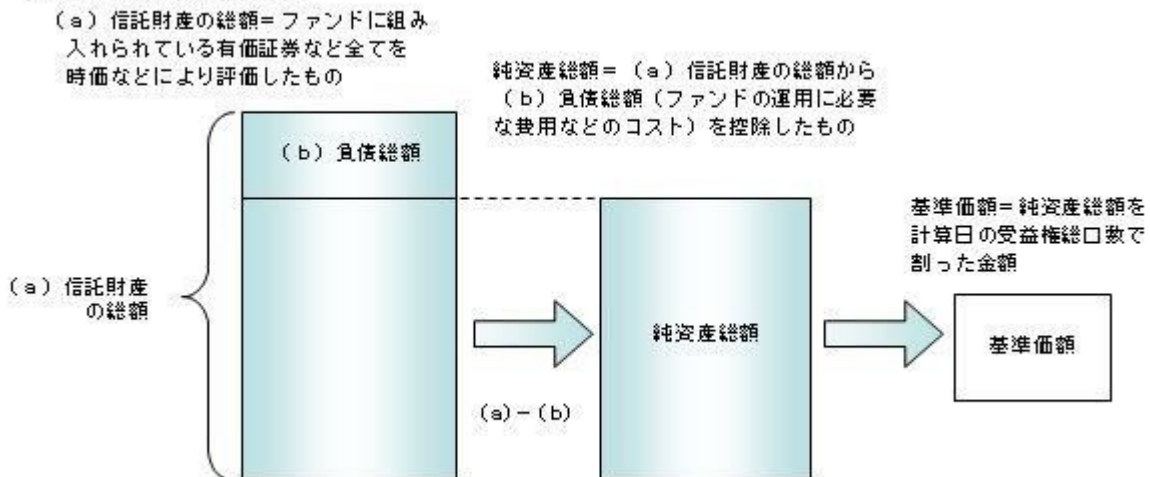 （a）信託財産の総額＝ファンドに組み
入れられている有価証券など全てを
時価などにより評価したもの
純資産総額＝（a）信託財産の総額から
（b）負債総額（ファンドの運用に必要
な費用などのコスト）を控除したもの
（b）負債総額
基準価額＝純資産総額を
計算日の受益権総口数で
割った金額
（a）信託財産
の総額
純資産総額
基準価額
（a）－（b）